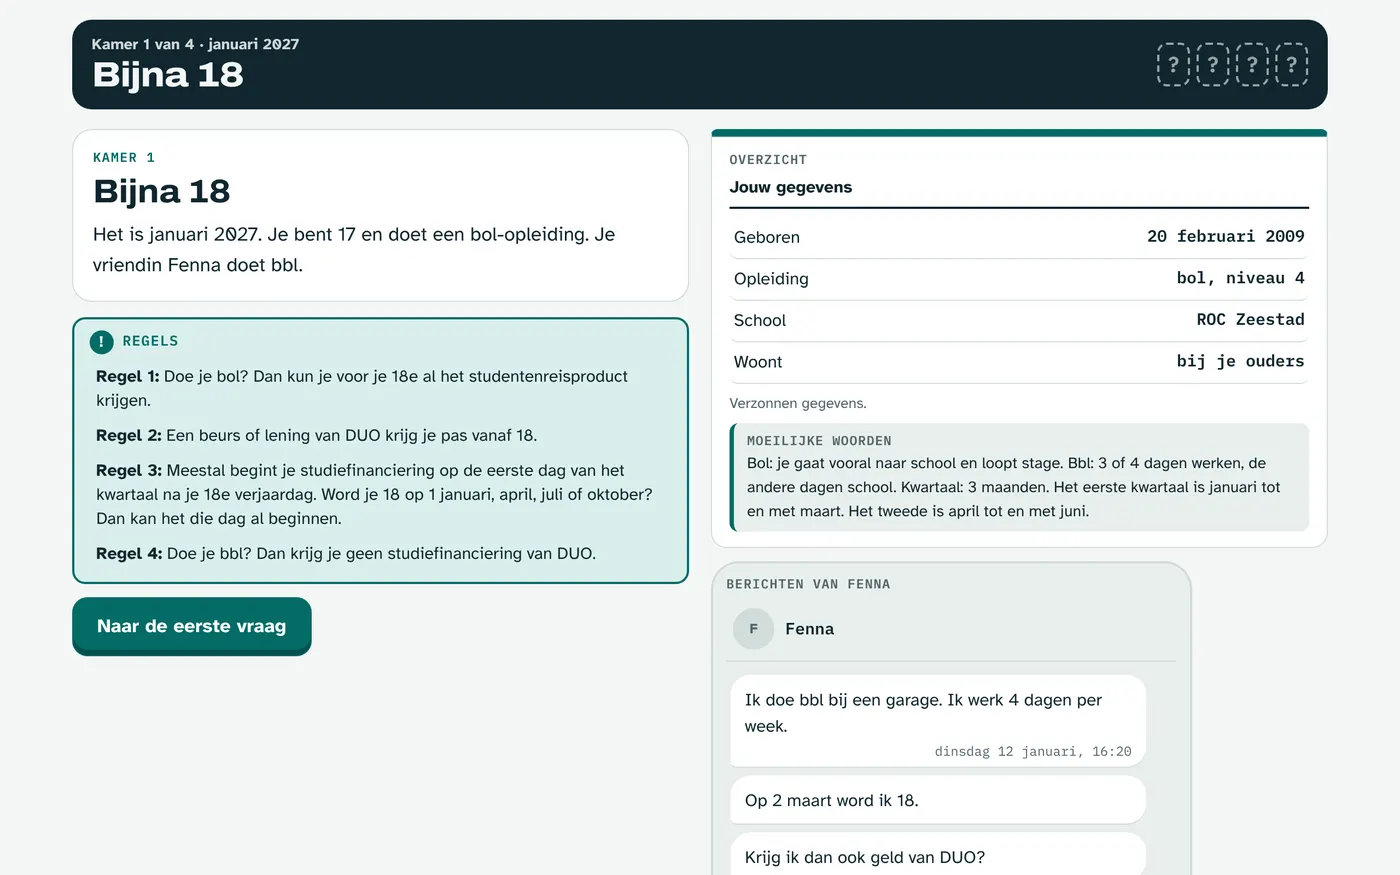 Kamer 1 van 4 · januari 2027
Bijna 18
? ? ? ?
KAMER 1
Bijna 18
Het is januari 2027. Je bent 17 en doet een bol-opleiding. Je
vriendin Fenna doet bbl.
! REGELS
Regel 1: Doe je bol? Dan kun je voor je 18e al het studentenreisproduct
krijgen.
Regel 2: Een beurs of lening van DUO krijg je pas vanaf 18.
Regel 3: Meestal begint je studiefinanciering op de eerste dag van het
kwartaal na je 18e verjaardag. Word je 18 op 1 januari, april, juli of oktober?
Dan kan het die dag al beginnen.
Regel 4: Doe je bbl? Dan krijg je geen studiefinanciering van DUO.
Naar de eerste vraag
OVERZICHT
Jouw gegevens
Geboren 20 februari 2009
Opleiding bol, niveau 4
School ROC Zeestad
Woont bij je ouders
Verzonnen gegevens.
MOEILIJKE WOORDEN
Bol: je gaat vooral naar school en loopt stage. Bbl: 3 of 4 dagen werken, de
andere dagen school. Kwartaal: 3 maanden. Het eerste kwartaal is januari tot
en met maart. Het tweede is april tot en met juni.
BERICHTEN VAN FENNA
F Fenna
Ik doe bbl bij een garage. Ik werk 4 dagen per
week.
dinsdag 12 januari, 16:20
Op 2 maart word ik 18.
Krijg ik dan ook geld van DUO?